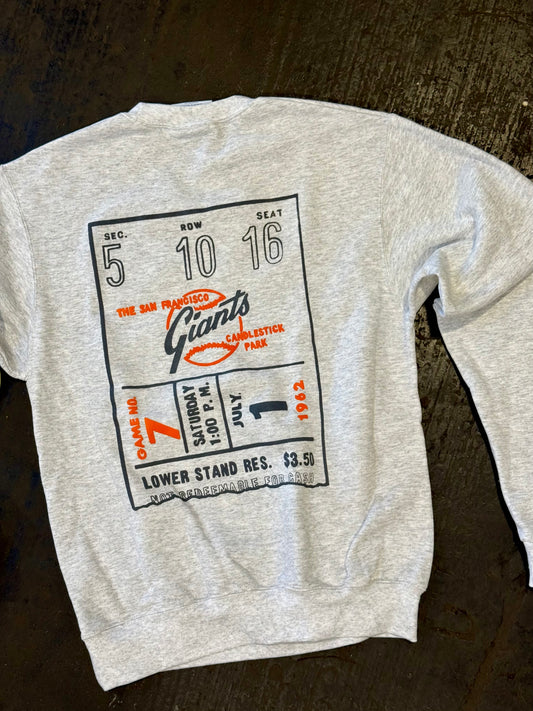 SEC. ROW SEAT
5 10 16
THE SAN FRANCISCO
Giants
CANDLESTICK
PARK
GAME NO. 7
SATURDAY
1:00 P.M.
JULY. 1 1962
LOWER STAND RES. $3.50
NOT REDEEMABLE FOR CASH